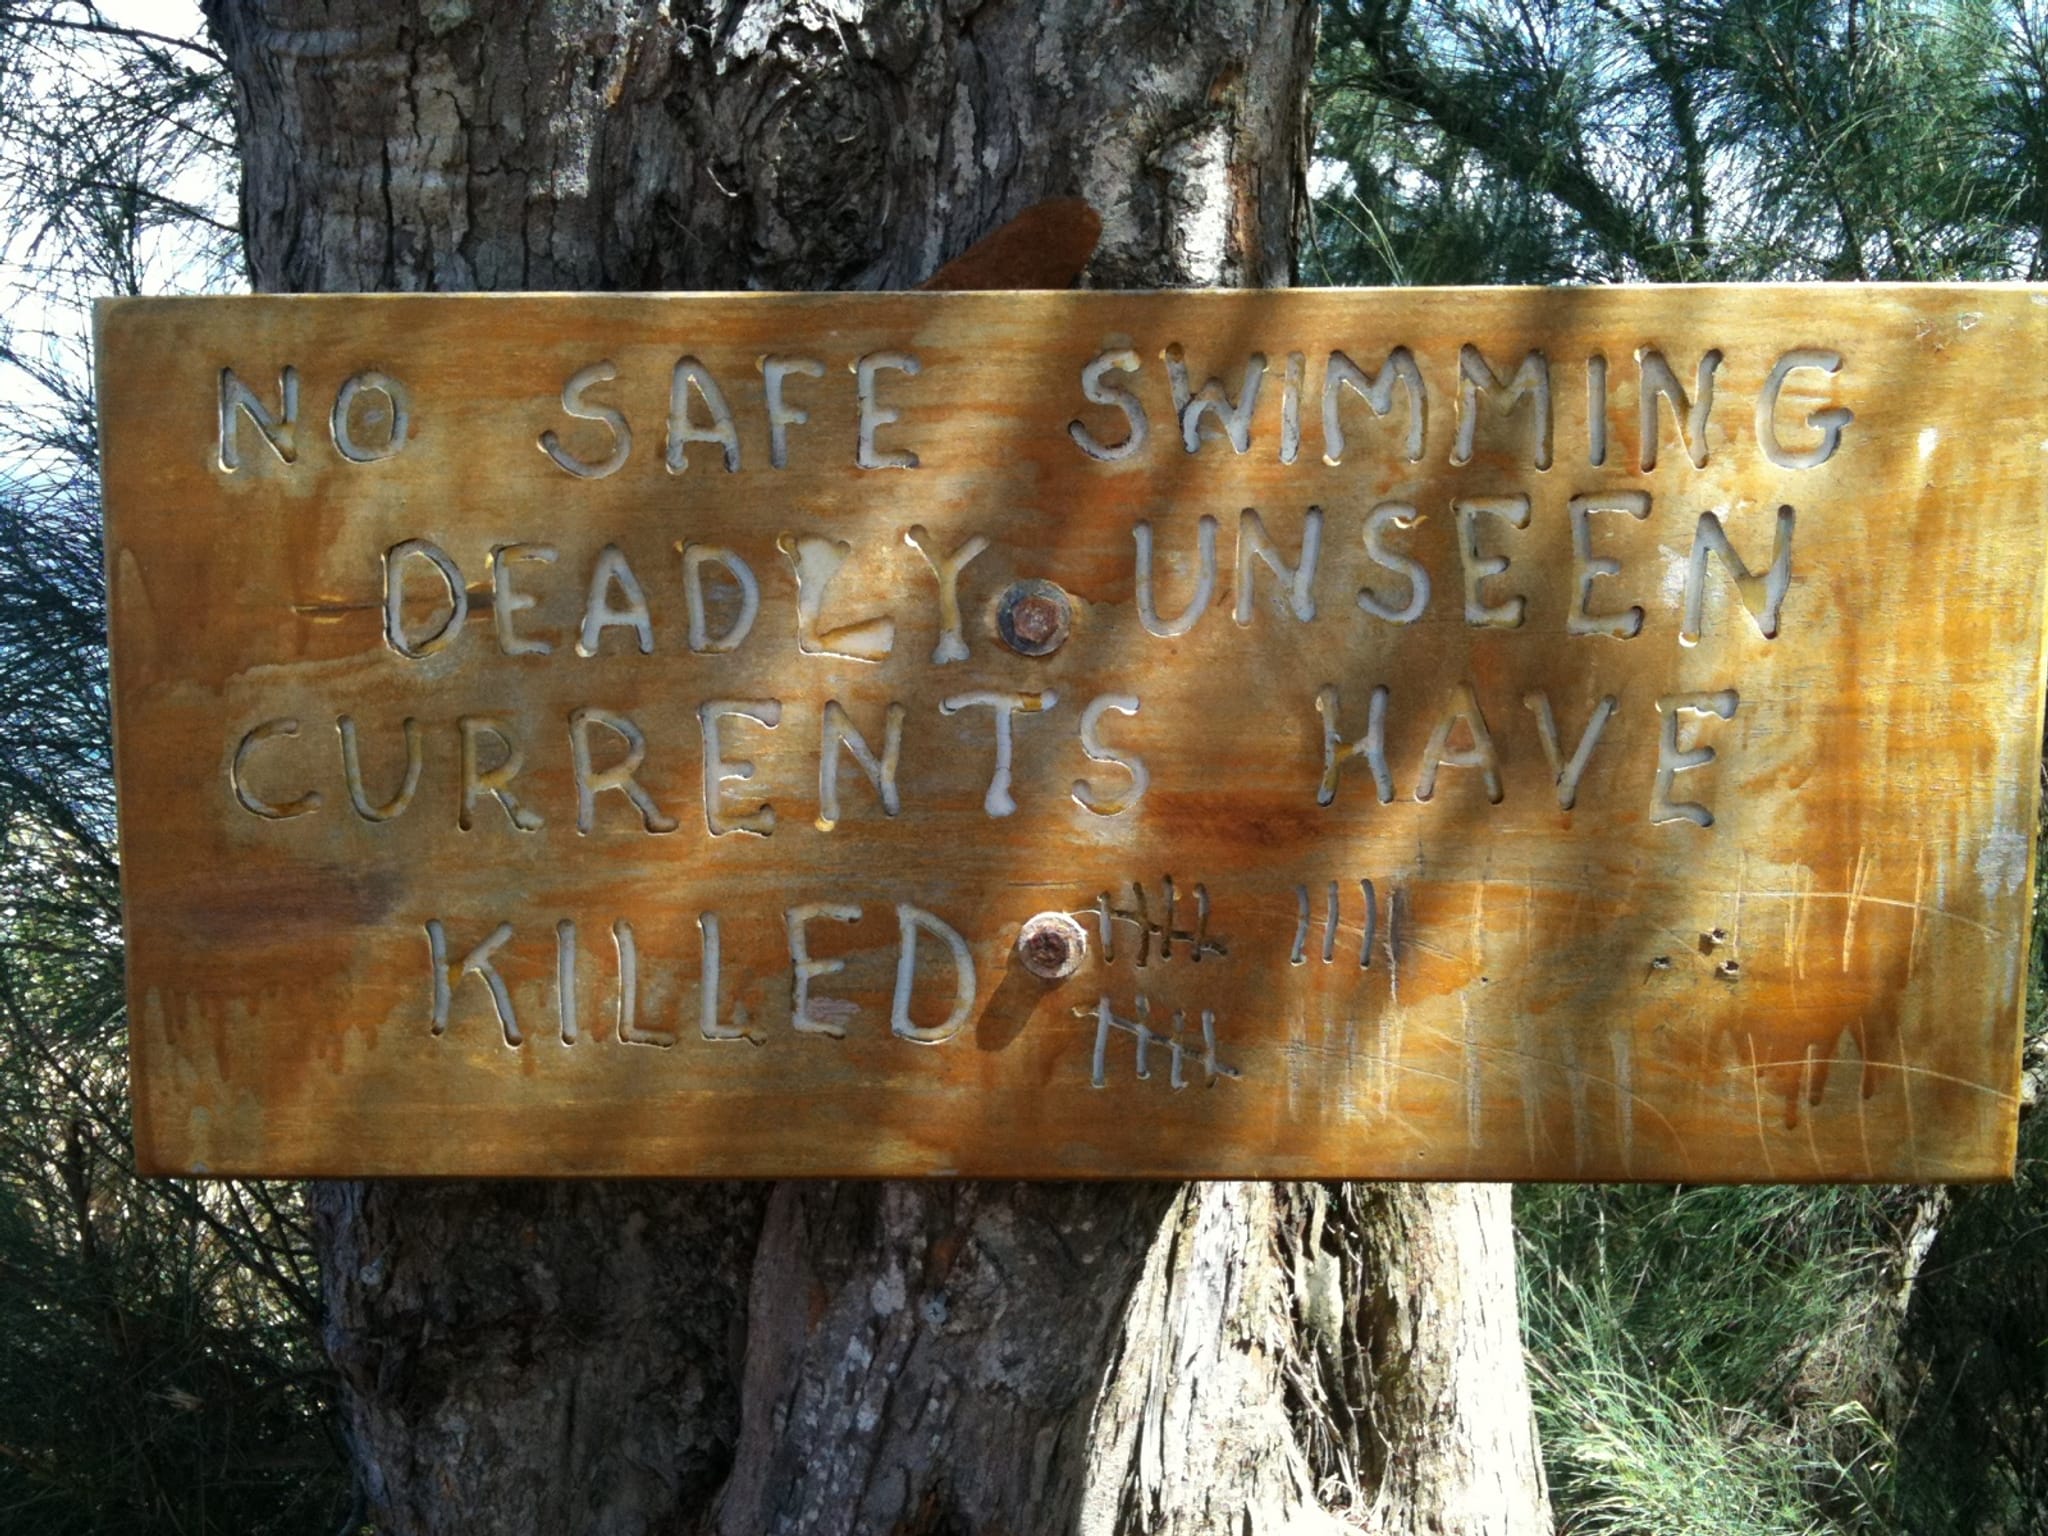 NO SAFE SWIMMING
DEADLY UNSEEN
CURRENTS HAVE
KILLED